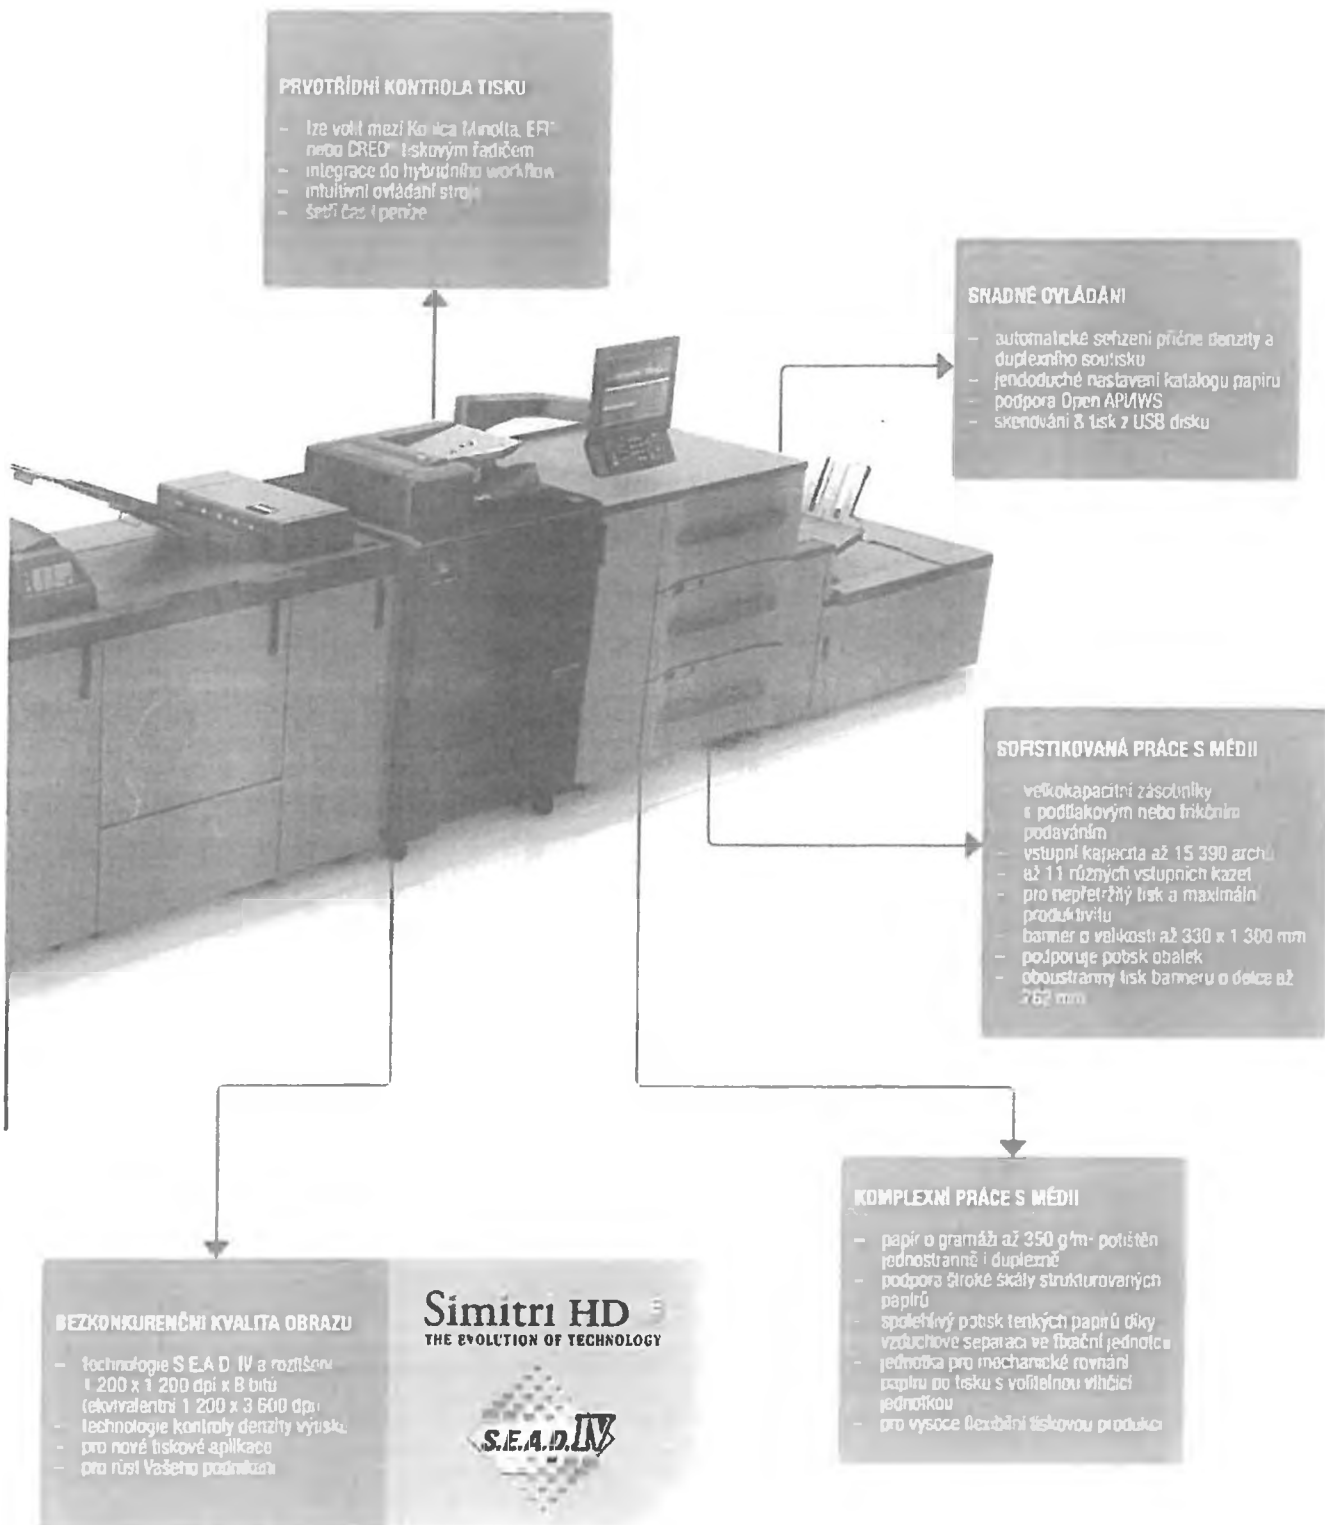 PRVOTŘÍDNÍ KONTROLA TISKU
– lze volit mezi Konica Minolta, EFI
nebo CREO tiskovým řadičem
– integrace do hybridního workflow
– intuitivní ovládání stroje
– šetří čas i peníze
SNADNÉ OVLÁDÁNÍ
– automatické seřízení příčné denzity a
duplexního soutisku
– jendoduché nastavení katalogu papíru
– podpora Open API/IWS
– skenování & tisk z USB disku
SOFISTIKOVANÁ PRÁCE S MÉDII
– velkokapacitní zásobníky
s podtlakovým nebo frikčním
podáváním
– vstupní kapacita až 15 390 archů
– až 11 různých vstupních kazet
– pro nepřetržitý tisk a maximální
produktivitu
– banner o velikosti až 330 x 1 300 mm
– podporuje potisk obálek
– oboustranný tisk banneru o délce až
762 mm
KOMPLEXNÍ PRÁCE S MÉDII
– papír o gramáži až 350 g/m² potištěn
jednostranně i duplexně
– podpora široké škály strukturovaných
papírů
– spolehlivý potisk tenkých papírů díky
vzduchové separaci ve fixační jednotce
– jednotka pro mechanické rovnání
papíru po tisku s volitelnou vlhčící
jednotkou
– pro vysoce flexibilní tiskovou produkci
BEZKONKURENČNÍ KVALITA OBRAZU
– technologie S.E.A.D. IV a rozlišení
1 200 x 1 200 dpi x 8 bitů
(ekvivalentní 1 200 x 3 600 dpi)
– technologie kontroly denzity výtisku
– pro nové tiskové aplikace
– pro růst Vašeho podnikání
Simitri HD
THE EVOLUTION OF TECHNOLOGY
S.E.A.D. IV